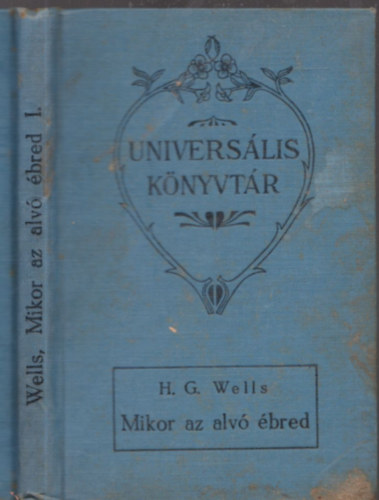 Wells, Mikor az alvó ébred I.
UNIVERSÁLIS
KÖNYVTÁR
H. G. Wells
Mikor az alvó ébred